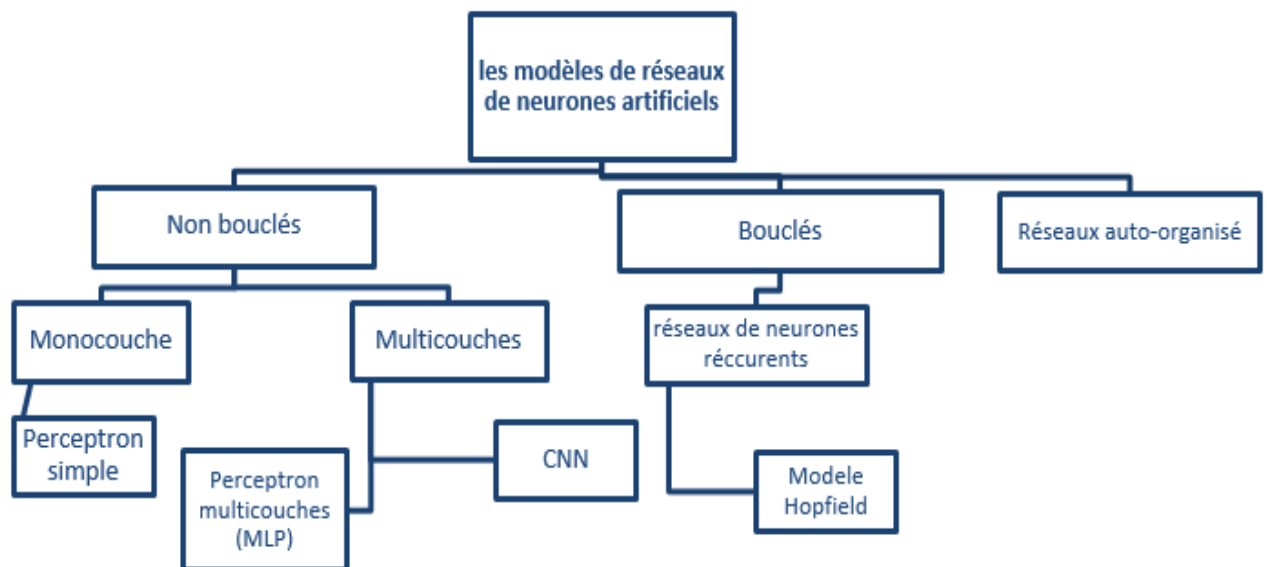 les modèles de réseaux
de neurones artificiels
Non bouclés
Bouclés
Réseaux auto-organisé
Monocouche
Multicouches
réseaux de neurones
réccurents
Perceptron
simple
Perceptron
multicouches
(MLP)
CNN
Modele
Hopfield